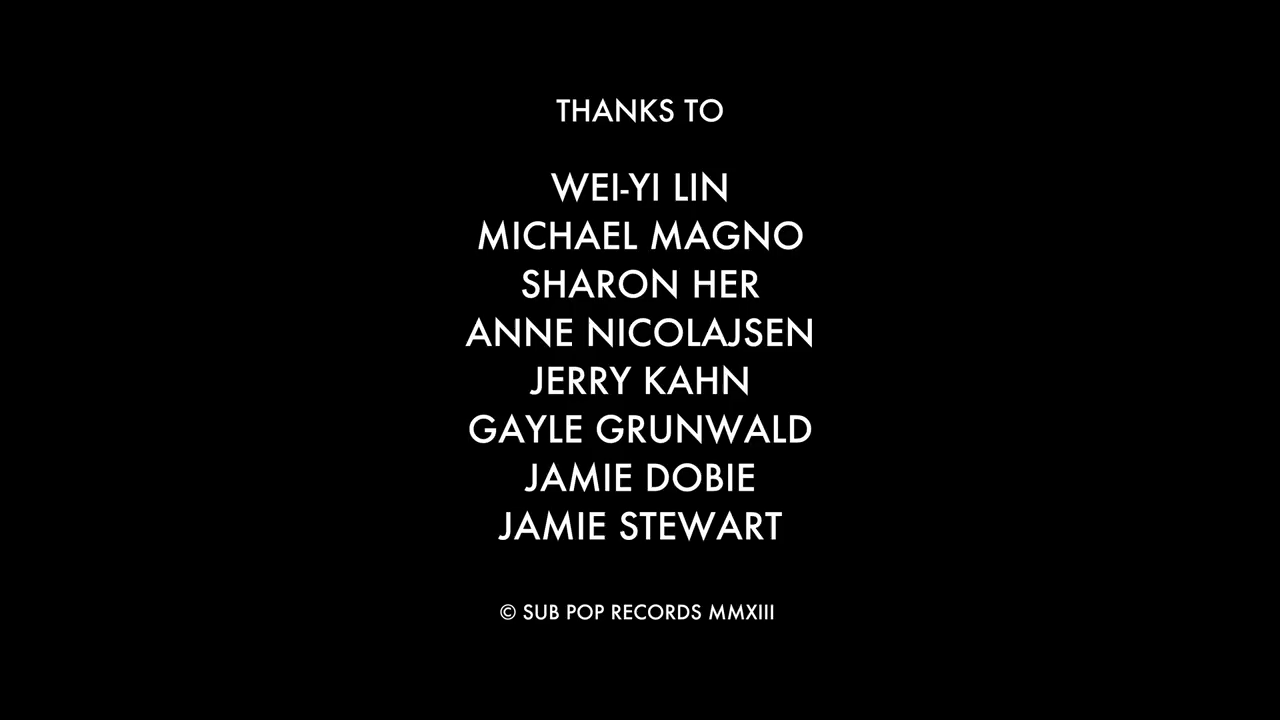 THANKS TO
WEI-YI LIN
MICHAEL MAGNO
SHARON HER
ANNE NICOLAJSEN
JERRY KAHN
GAYLE GRUNWALD
JAMIE DOBIE
JAMIE STEWART
© SUB POP RECORDS MMXIII